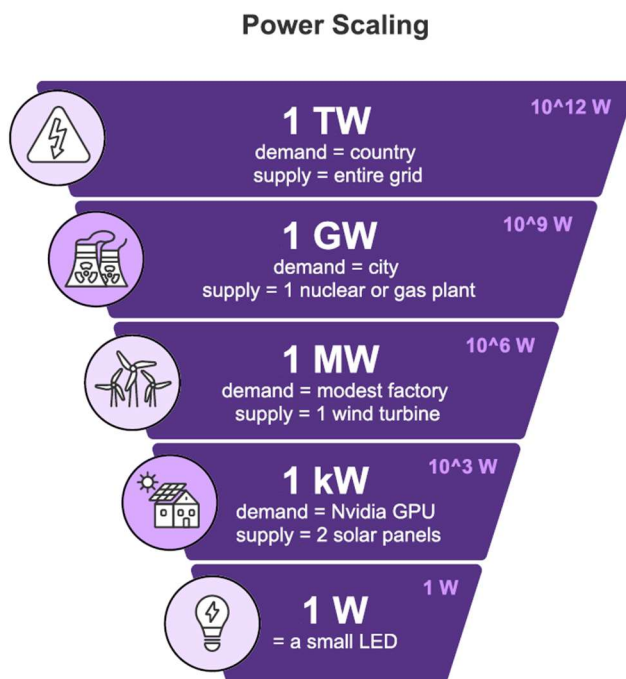 Power Scaling
1 TW
10^12 W
demand = country
supply = entire grid
1 GW
10^9 W
demand = city
supply = 1 nuclear or gas plant
1 MW
10^6 W
demand = modest factory
supply = 1 wind turbine
1 kW
10^3 W
demand = Nvidia GPU
supply = 2 solar panels
1 W
1 W
= a small LED